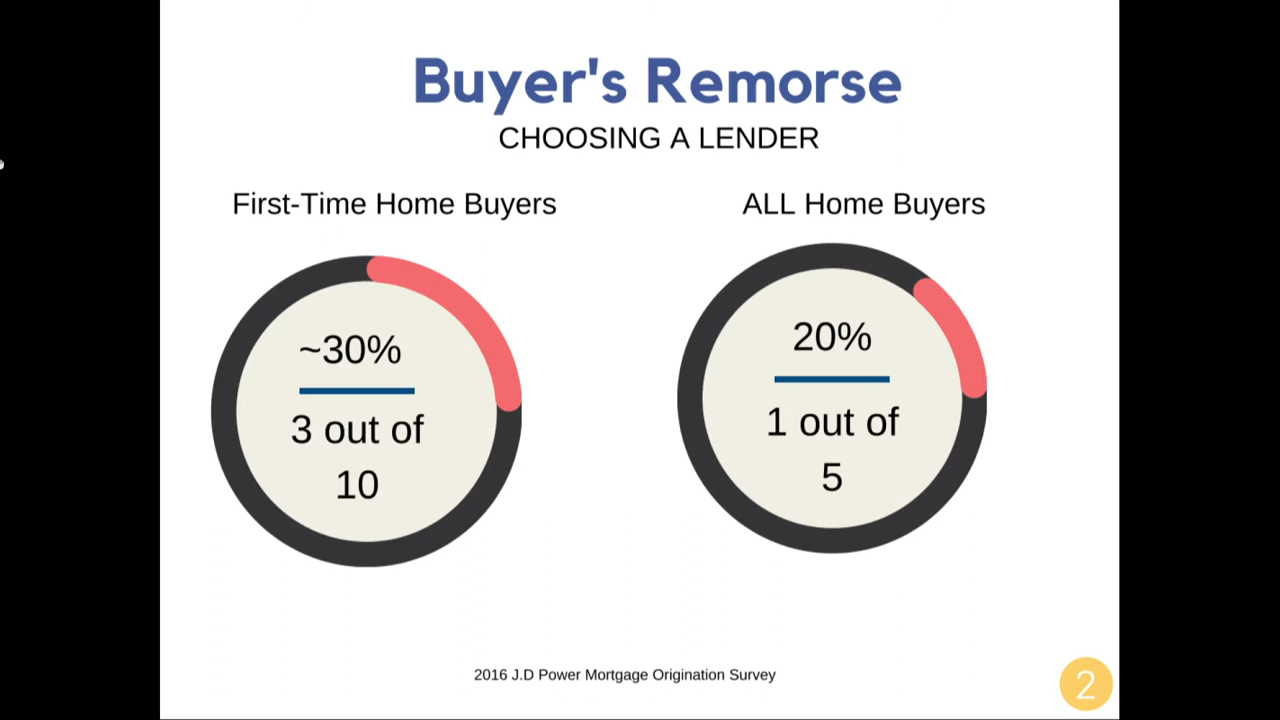 Buyer's Remorse
CHOOSING A LENDER
First-Time Home Buyers
~30%
3 out of
10
ALL Home Buyers
20%
1 out of
5
2016 J.D Power Mortgage Origination Survey
2